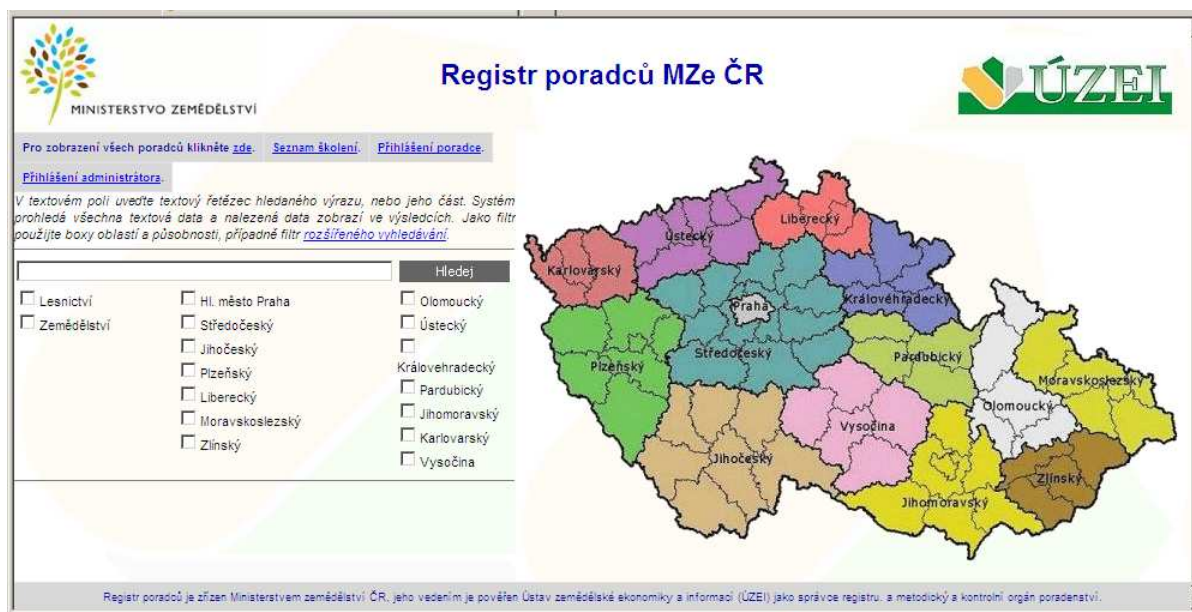 MINISTERSTVO ZEMĚDĚLSTVÍ
Registr poradců MZe ČR
ÚZEI
Pro zobrazení všech poradců klikněte zde. Seznam školení. Přihlášení poradce.
Přihlášení administrátora.
V textovém poli uveďte textový řetězec hledaného výrazu, nebo jeho část. Systém
prohledá všechna textová data a nalezená data zobrazí ve výsledcích. Jako filtr
použijte boxy oblastí a působnosti, případně filtr rozšířeného vyhledávání.
Hledej
Lesnictví
Zemědělství
Hl. město Praha
Středočeský
Jihočeský
Plzeňský
Liberecký
Moravskoslezský
Zlínský
Olomoucký
Ústecký
Královehradecký
Pardubický
Jihomoravský
Karlovarský
Vysočina
Liberecký
Ústecký
Karlovarský
Královéhradecký
Praha
Středočeský
Pardubický
Plzeňský
Moravskoslezský
Olomoucký
Vysočina
Jihočeský
Zlínský
Jihomoravský
Registr poradců je zřízen Ministerstvem zemědělství ČR, jeho vedením je pověřen Ústav zemědělské ekonomiky a informací (ÚZEI) jako správce registru. a metodický a kontrolní orgán poradenství.